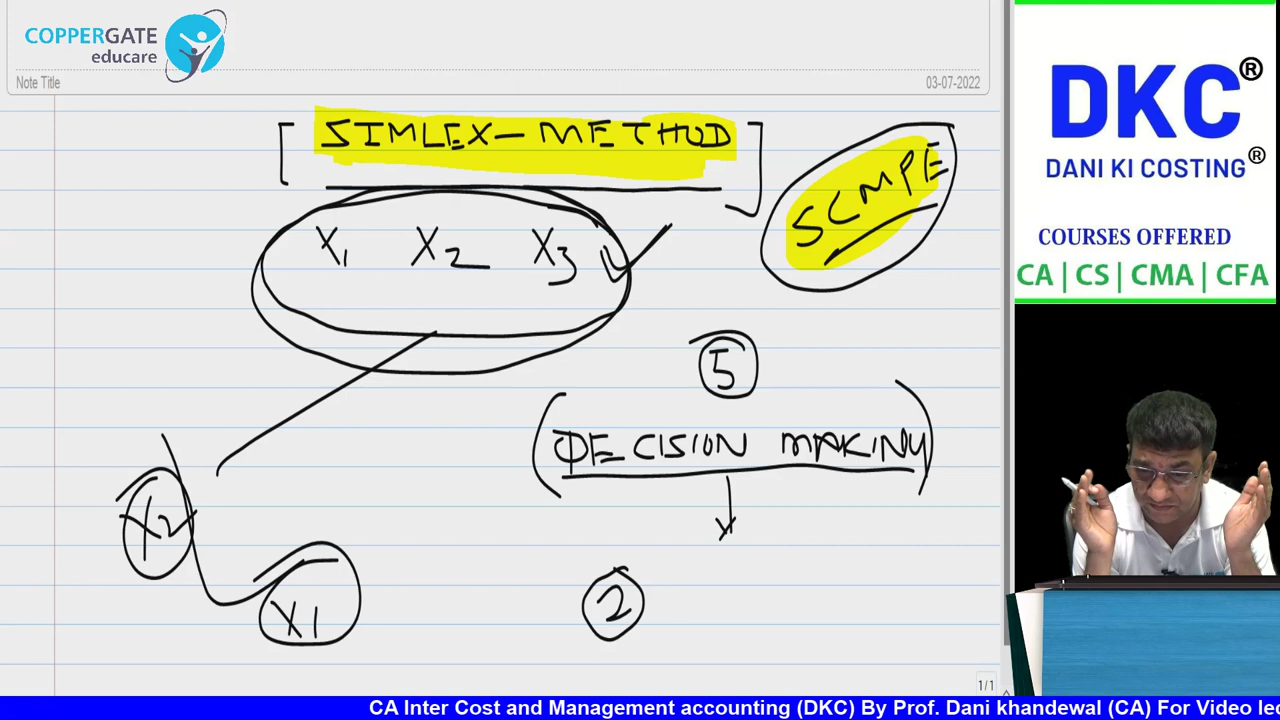 COPPERGATE
educare
Note Title
03-07-2022
[ SIMLEX - METHOD ]
SCMPE
X1 X2 X3
5
(DECISION MAKING)
X2
X1
2
1/1
DKC®
DANI KI COSTING®
COURSES OFFERED
CA | CS | CMA | CFA
CA Inter Cost and Management accounting (DKC) By Prof. Dani khandewal (CA) For Video lec